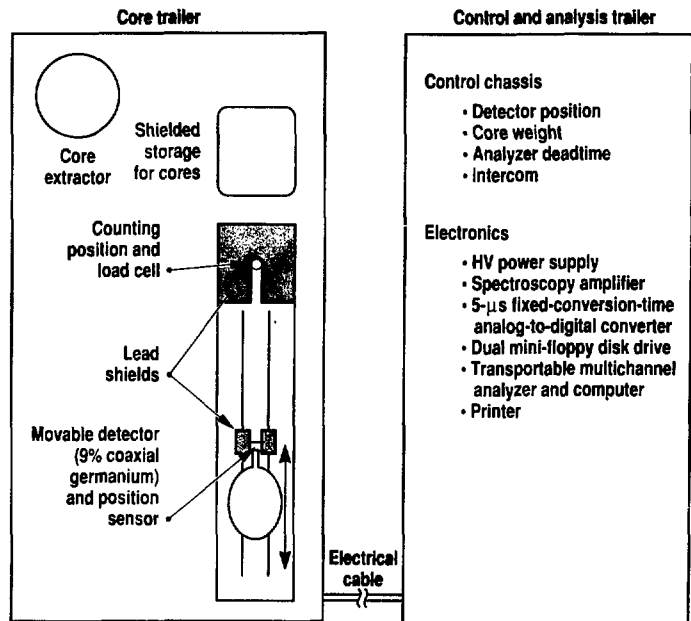 Core trailer
Core
extractor
Shielded
storage
for cores
Counting
position and
load cell
Lead
shields
Movable detector
(9% coaxial
germanium)
and position
sensor
Electrical
cable
Control and analysis trailer
Control chassis
• Detector position
• Core weight
• Analyzer deadtime
• Intercom
Electronics
• HV power supply
• Spectroscopy amplifier
• 5-μs fixed-conversion-time
analog-to-digital converter
• Dual mini-floppy disk drive
• Transportable multichannel
analyzer and computer
• Printer